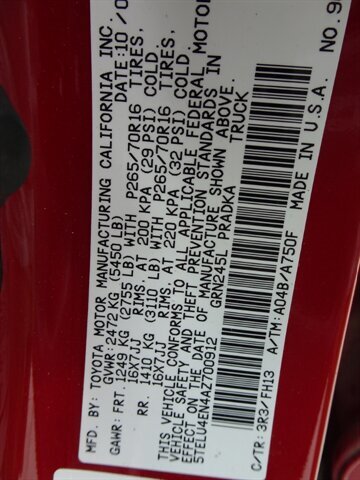 MFD. BY: TOYOTA MOTOR MANUFACTURING CALIFORNIA INC.
DATE: 10/0
GVWR: 2472 KG (5450 LB)
GAWR: FRT. 1249 KG (2755 LB) WITH P265/70R16 TIRES,
16X7JJ RIMS, AT 200 KPA (29 PSI) COLD.
RR. 1410 KG (3110 LB) WITH P265/70R16 TIRES,
16X7JJ RIMS, AT 220 KPA (32 PSI) COLD.
THIS VEHICLE CONFORMS TO ALL APPLICABLE FEDERAL MOTOR
VEHICLE SAFETY AND THEFT PREVENTION STANDARDS IN
EFFECT ON THE DATE OF MANUFACTURE SHOWN ABOVE.
5TELU4EN4AZ700912 TRUCK
GRN245L PRADKA
C/TR: 3R3/FH13 A/TM: A04B/A750F
MADE IN U.S.A. NO.